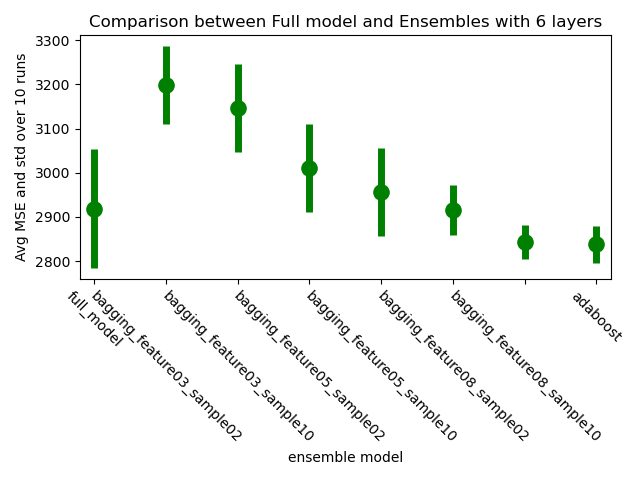 Comparison between Full model and Ensembles with 6 layers
Avg MSE and std over 10 runs
3300
3200
3100
3000
2900
2800
full_model
bagging_feature03_sample02
bagging_feature03_sample10
bagging_feature05_sample02
bagging_feature05_sample10
bagging_feature08_sample02
bagging_feature08_sample10
adaboost
ensemble model